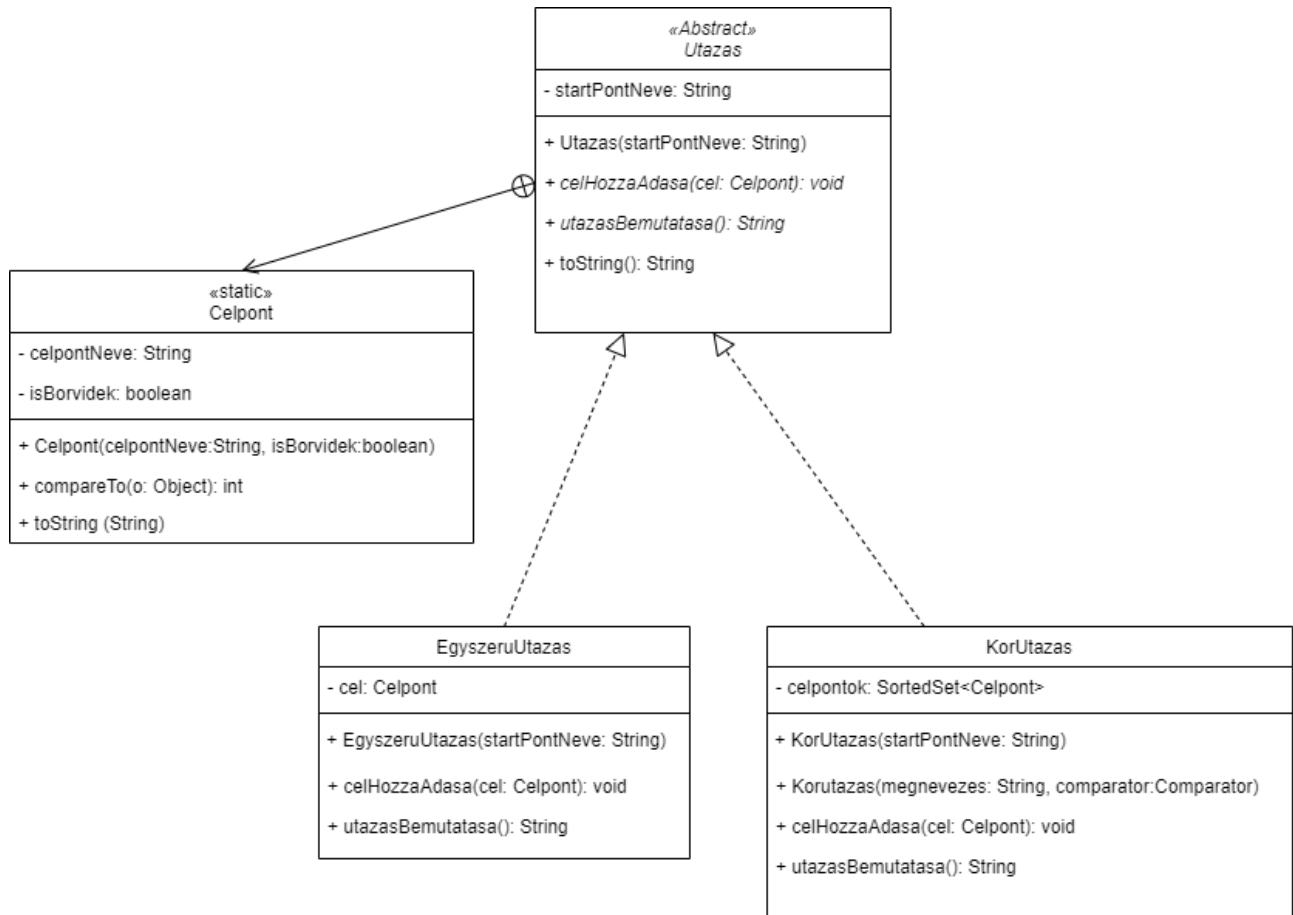 «Abstract»
Utazas
- startPontNeve: String
+ Utazas(startPontNeve: String)
+ celHozzaAdasa(cel: Celpont): void
+ utazasBemutatasa(): String
+ toString(): String
«static»
Celpont
- celpontNeve: String
- isBorvidek: boolean
+ Celpont(celpontNeve:String, isBorvidek:boolean)
+ compareTo(o: Object): int
+ toString (String)
EgyszeruUtazas
- cel: Celpont
+ EgyszeruUtazas(startPontNeve: String)
+ celHozzaAdasa(cel: Celpont): void
+ utazasBemutatasa(): String
KorUtazas
- celpontok: SortedSet<Celpont>
+ KorUtazas(startPontNeve: String)
+ Korutazas(megnevezes: String, comparator:Comparator)
+ celHozzaAdasa(cel: Celpont): void
+ utazasBemutatasa(): String